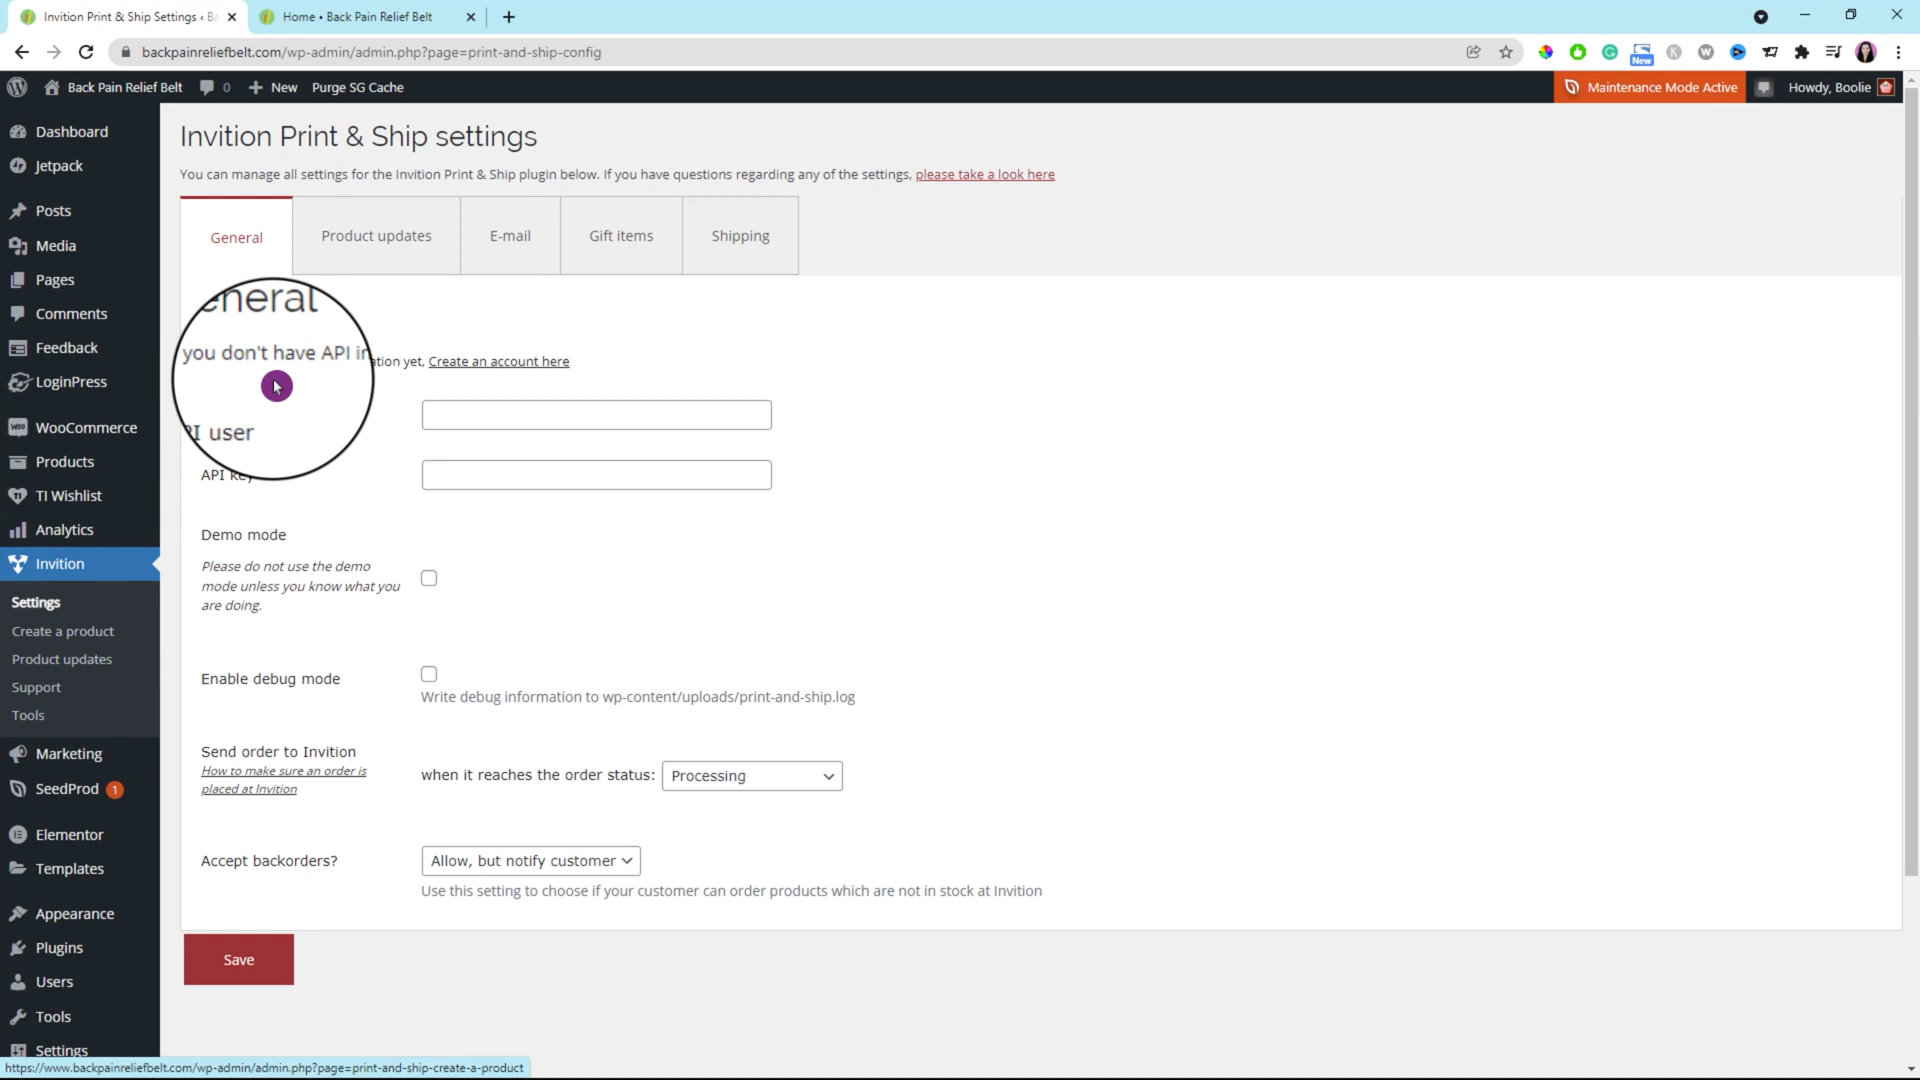 Invition Print & Ship Settings ‹ Ba
Home • Back Pain Relief Belt
backpainreliefbelt.com/wp-admin/admin.php?page=print-and-ship-config
New
Back Pain Relief Belt
0
New
Purge SG Cache
Maintenance Mode Active
Howdy, Boolie
Dashboard
Jetpack
Posts
Media
Pages
Comments
Feedback
LoginPress
WooCommerce
Products
TI Wishlist
Analytics
Invition
Settings
Create a product
Product updates
Support
Tools
Marketing
SeedProd 1
Elementor
Templates
Appearance
Plugins
Users
Tools
Settings
Invition Print & Ship settings
You can manage all settings for the Invition Print & Ship plugin below. If you have questions regarding any of the settings, please take a look here
General
Product updates
E-mail
Gift items
Shipping
eneral
you don't have API in
ation yet, Create an account here
PI user
API key
Demo mode
Please do not use the demo
mode unless you know what you
are doing.
Enable debug mode
Write debug information to wp-content/uploads/print-and-ship.log
Send order to Invition
How to make sure an order is
placed at Invition
when it reaches the order status: Processing
Accept backorders?
Allow, but notify customer
Use this setting to choose if your customer can order products which are not in stock at Invition
Save
https://www.backpainreliefbelt.com/wp-admin/admin.php?page=print-and-ship-create-a-product